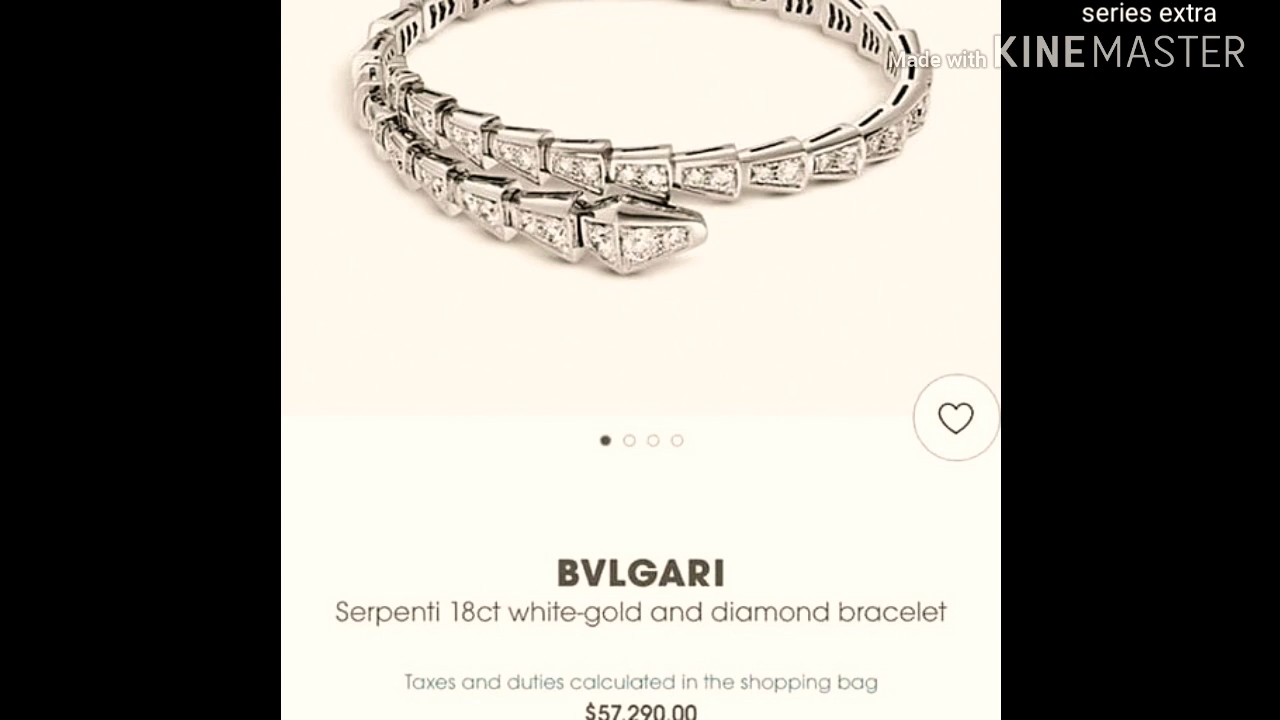 series extra
Made with KINEMASTER
BVLGARI
Serpenti 18ct white-gold and diamond bracelet
Taxes and duties calculated in the shopping bag
$57,290.00